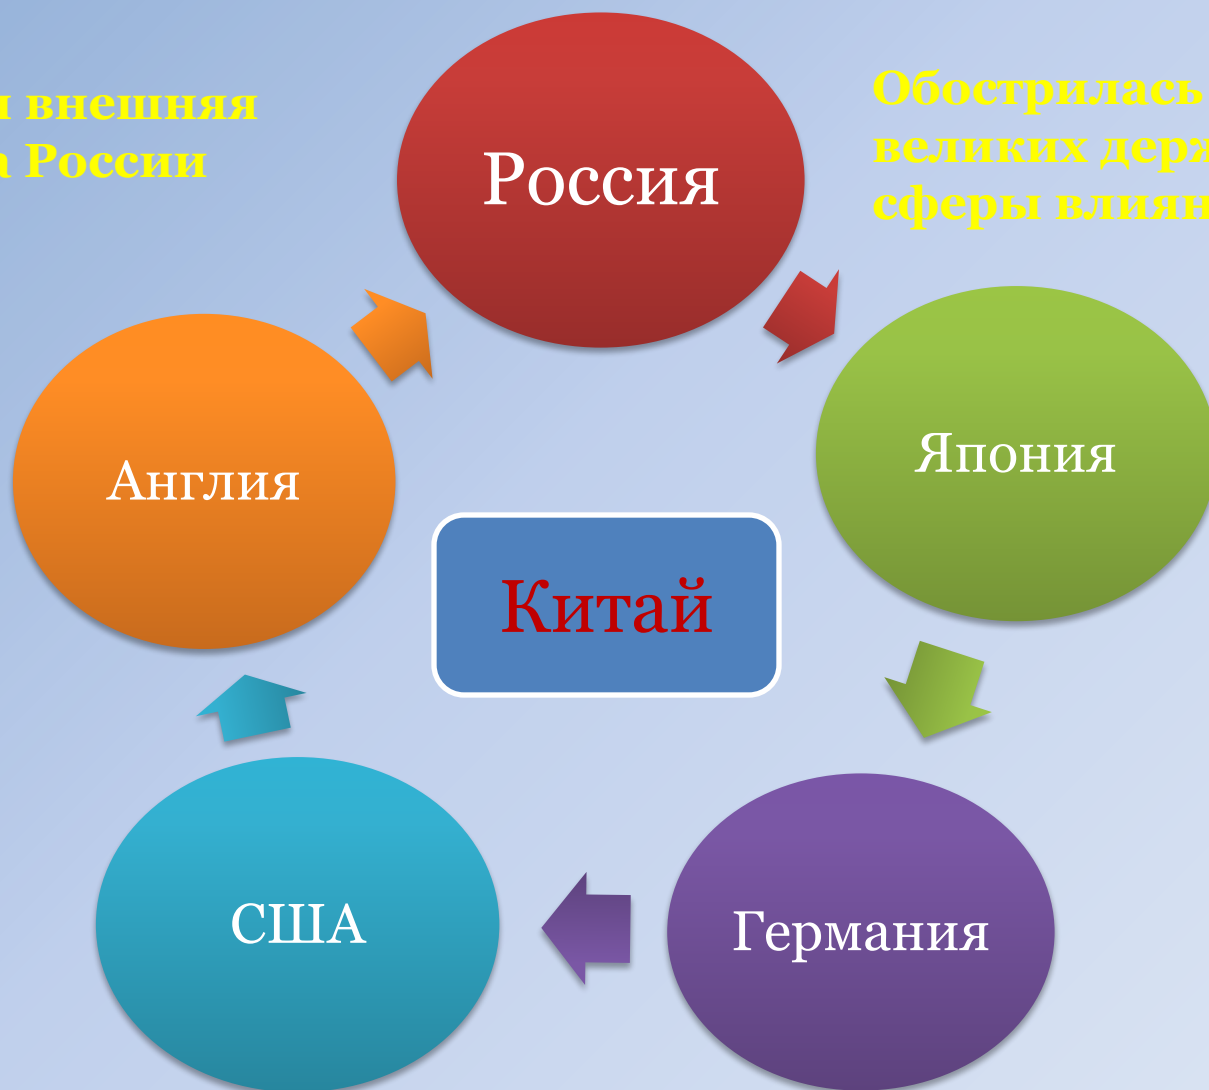 внешняя
России
Обострилась
великих
сферы
Россия
Япония
Англия
Китай
США
Германия